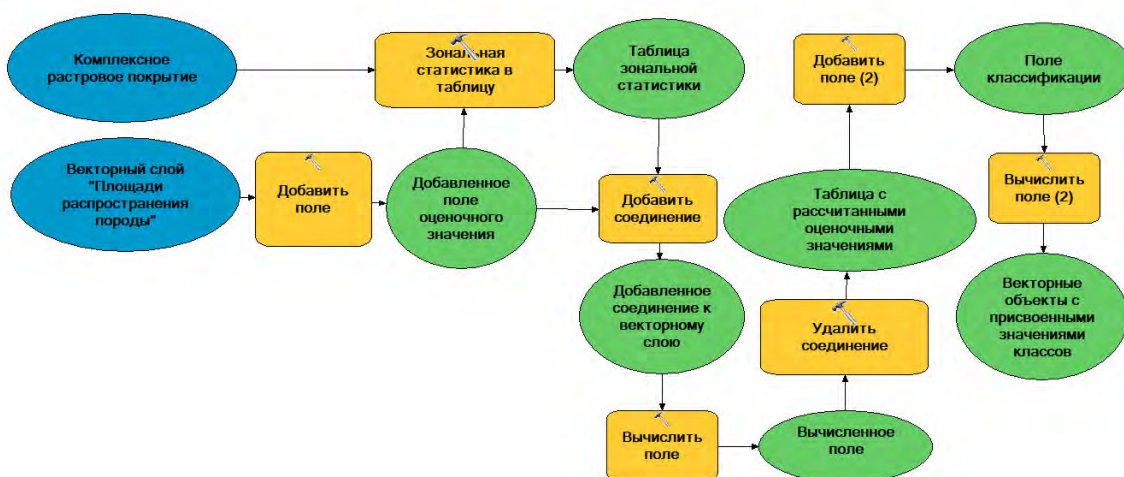 Комплексное
растровое покрытие
Зональная
статистика в
таблицу
Таблица
зональной
статистики
Добавить
поле (2)
Поле
классификации
Векторный слой
"Площади
распространения
породы"
Добавить
поле
Добавленное
поле
оценочного
значения
Добавить
соединение
Таблица с
рассчитанными
оценочными
значениями
Вычислить
поле (2)
Добавленное
соединение к
векторному
слою
Удалить
соединение
Векторные
объекты с
присвоенными
значениями
классов
Вычислить
поле
Вычисленное
поле